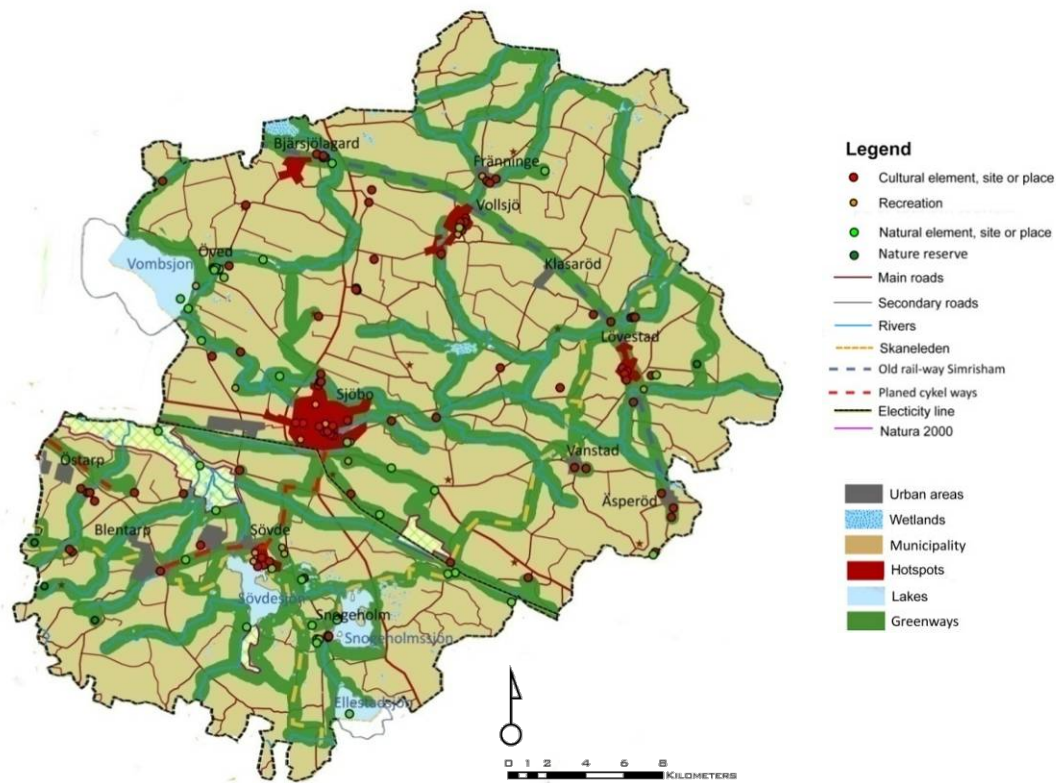 Bjärsjölagard
Fränninge
Vollsjö
Öved
Vombsjon
Klasaröd
Lövestad
Sjöbo
Vanstad
Östarp
Äsperöd
Blentarp
Sövde
Sövdesjön
Snogeholm
Snogeholmssjön
Ellestadsjön
Legend
Cultural element, site or place
Recreation
Natural element, site or place
Nature reserve
Main roads
Secondary roads
Rivers
Skaneleden
Old rail-way Simrisham
Planed cykel ways
Electicity line
Natura 2000
Urban areas
Wetlands
Municipality
Hotspots
Lakes
Greenways
0 1 2 4 6 8
KILOMETERS